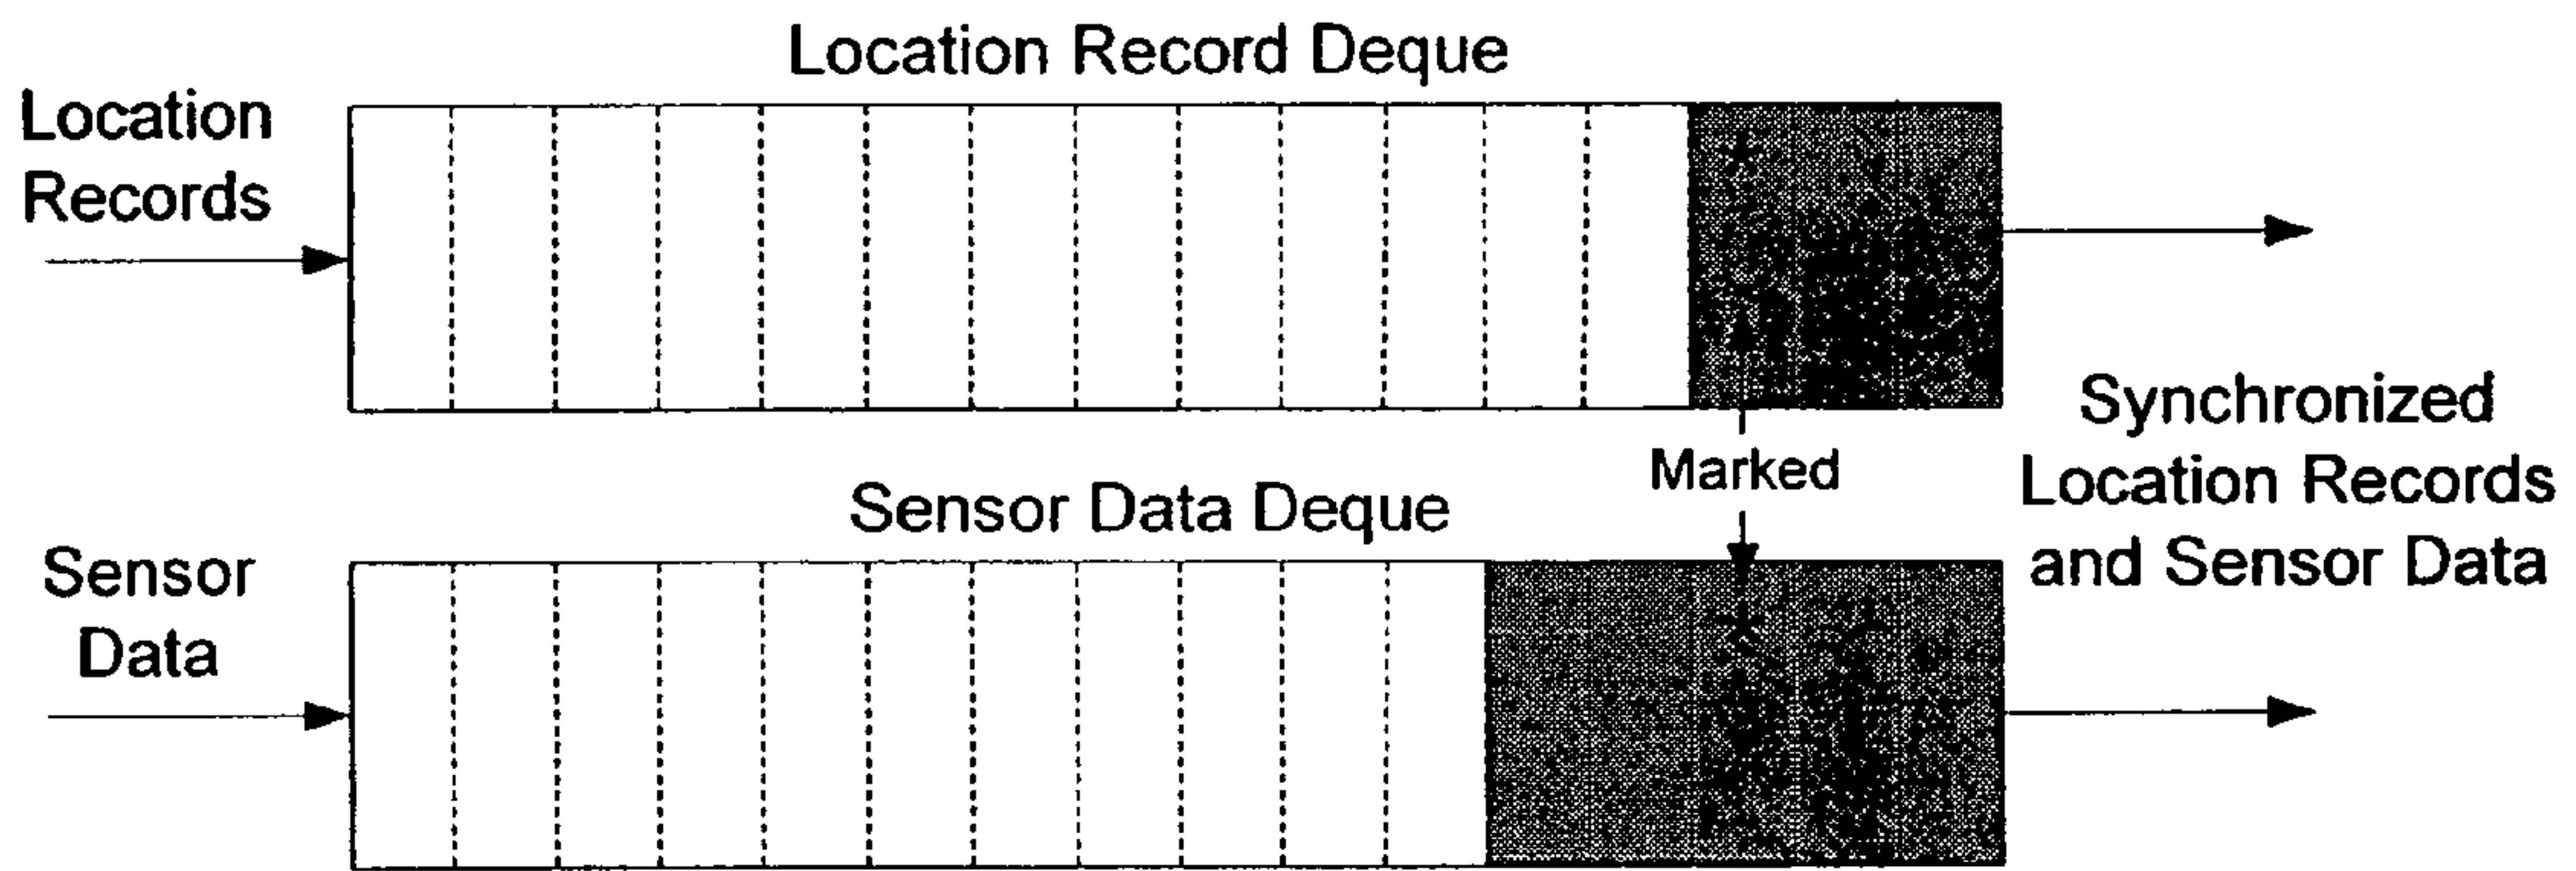 Location Record Deque
Location
Records
*
Marked
Sensor Data Deque
Sensor
Data
*
Synchronized
Location Records
and Sensor Data